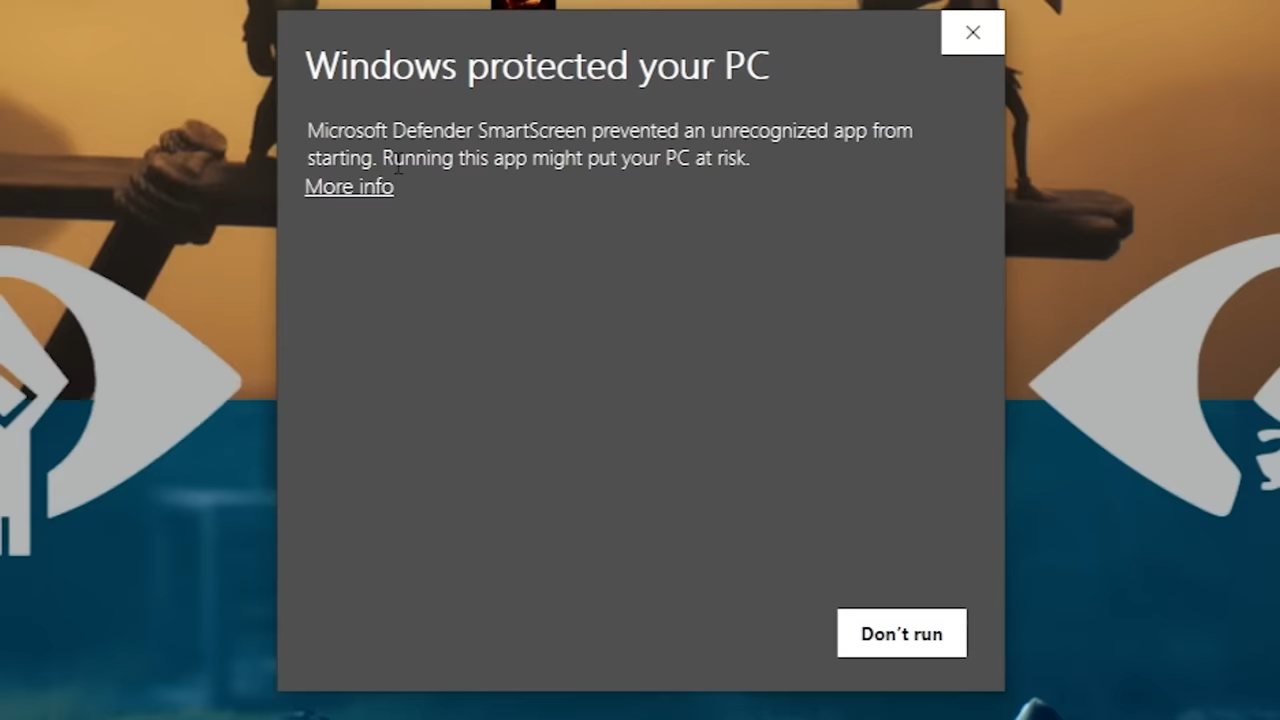 Windows protected your PC
Microsoft Defender SmartScreen prevented an unrecognized app from
starting. Running this app might put your PC at risk.
More info
Don't run